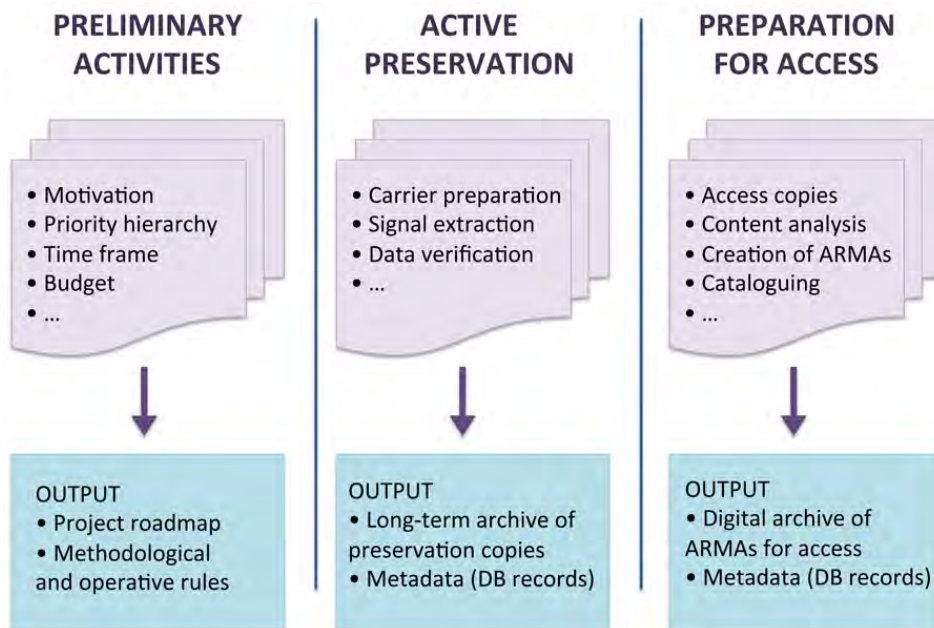 PRELIMINARY
ACTIVITIES
• Motivation
• Priority hierarchy
• Time frame
• Budget
• ...
OUTPUT
• Project roadmap
• Methodological
and operative rules
ACTIVE
PRESERVATION
• Carrier preparation
• Signal extraction
• Data verification
• ...
OUTPUT
• Long-term archive of
preservation copies
• Metadata (DB records)
PREPARATION
FOR ACCESS
• Access copies
• Content analysis
• Creation of ARMAs
• Cataloguing
• ...
OUTPUT
• Digital archive of
ARMAs for access
• Metadata (DB records)